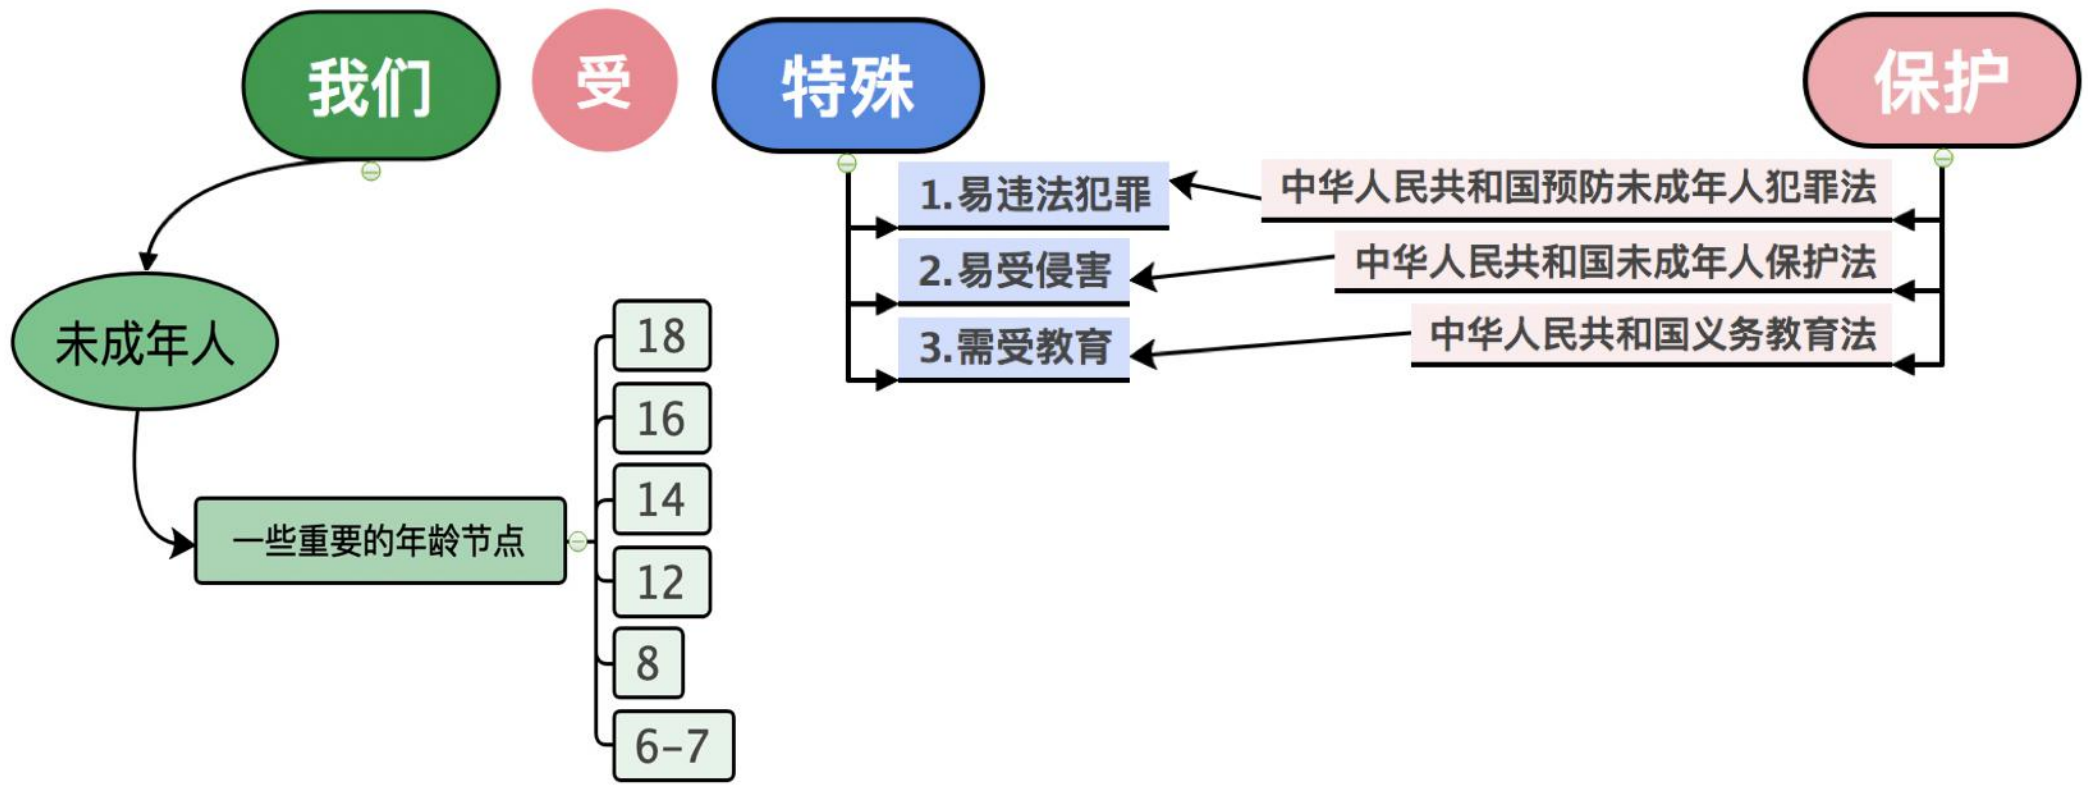 我们
受
特殊
保护
1.易违法犯罪
中华人民共和国预防未成年人犯罪法
2.易受侵害
中华人民共和国未成年人保护法
3.需受教育
中华人民共和国义务教育法
未成年人
一些重要的年龄节点
18
16
14
12
8
6-7